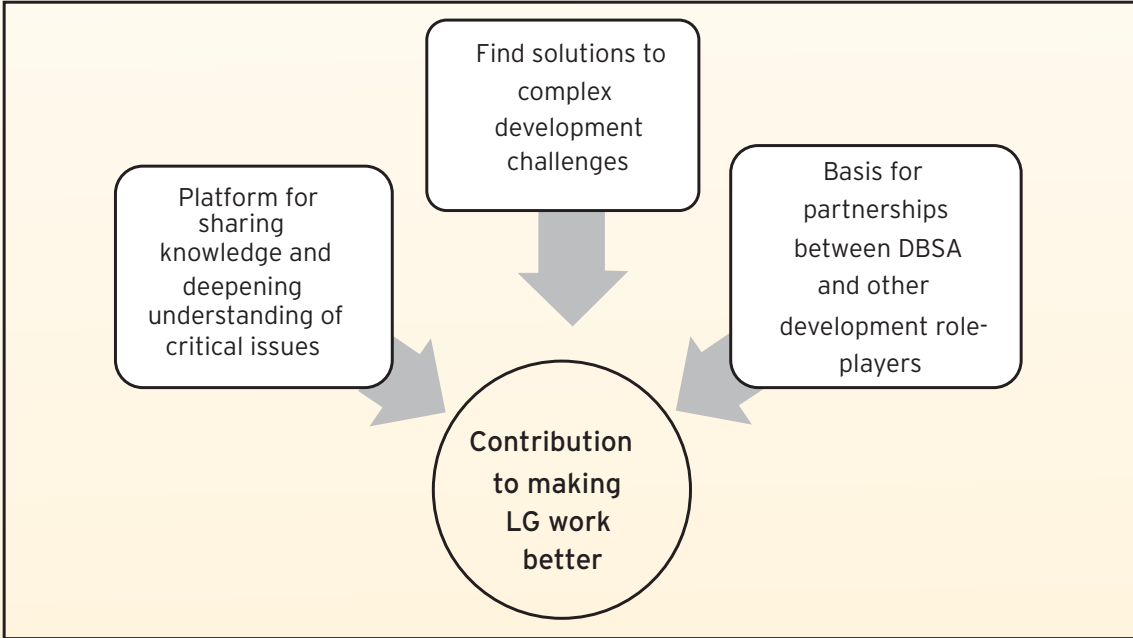 Find solutions to
complex
development
challenges
Platform for
sharing
knowledge and
deepening
understanding of
critical issues
Basis for
partnerships
between DBSA
and other
development role-
players
Contribution
to making
LG work
better